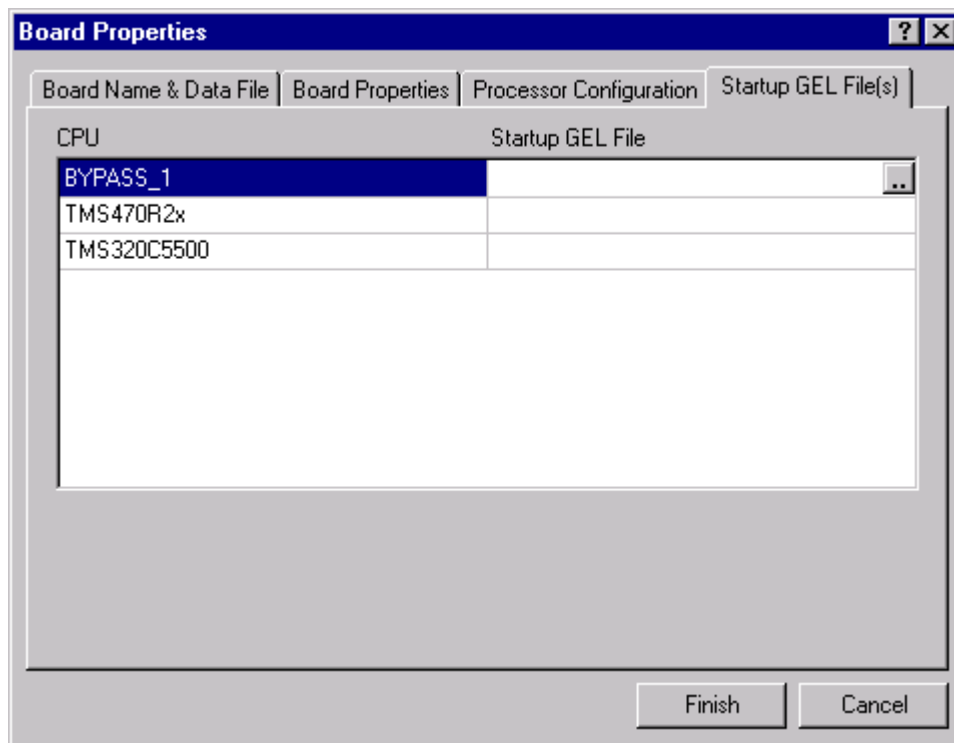 Board Properties
Board Name & Data File Board Properties Processor Configuration Startup GEL File(s)
CPU Startup GEL File
BYPASS_1 ..
TMS470R2x
TMS320C5500
Finish Cancel